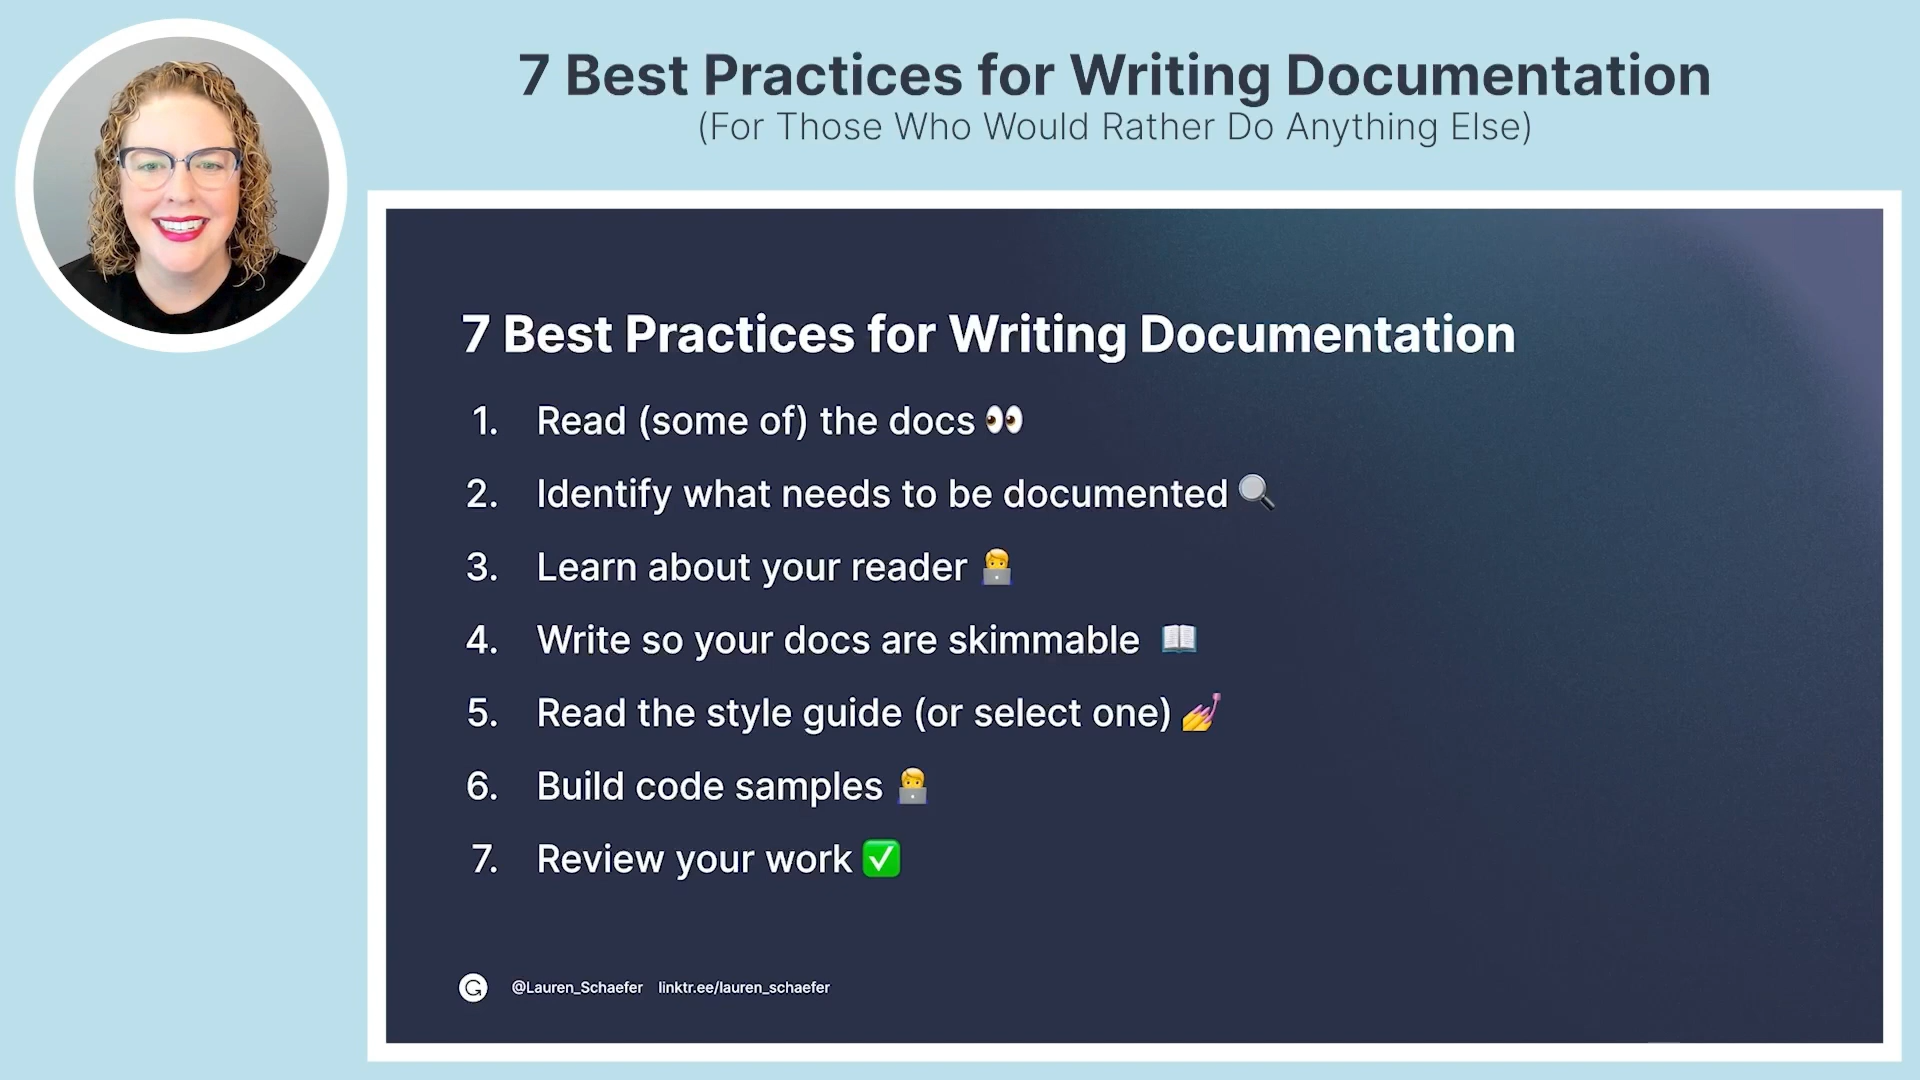 7 Best Practices for Writing Documentation
(For Those Who Would Rather Do Anything Else)
7 Best Practices for Writing Documentation
1. Read (some of) the docs 👀
2. Identify what needs to be documented 🔍
3. Learn about your reader 🧑‍💻
4. Write so your docs are skimmable 📖
5. Read the style guide (or select one) 💅
6. Build code samples 🧑‍💻
7. Review your work ✅
@Lauren_Schaefer linktr.ee/lauren_schaefer